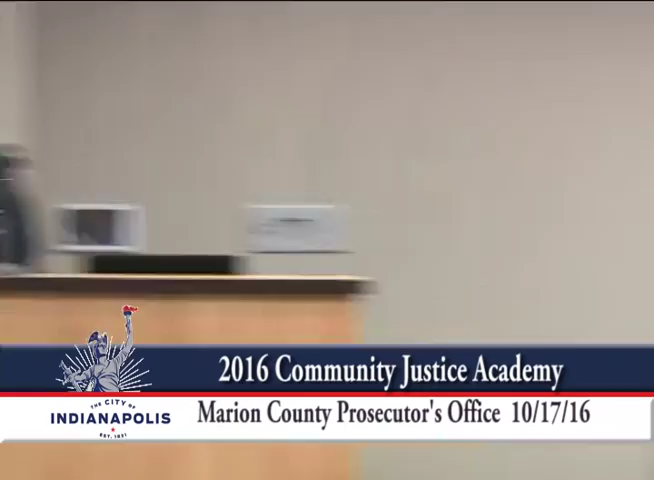 2016 Community Justice Academy
THE CITY OF
INDIANAPOLIS
EST. 1821
Marion County Prosecutor's Office 10/17/16